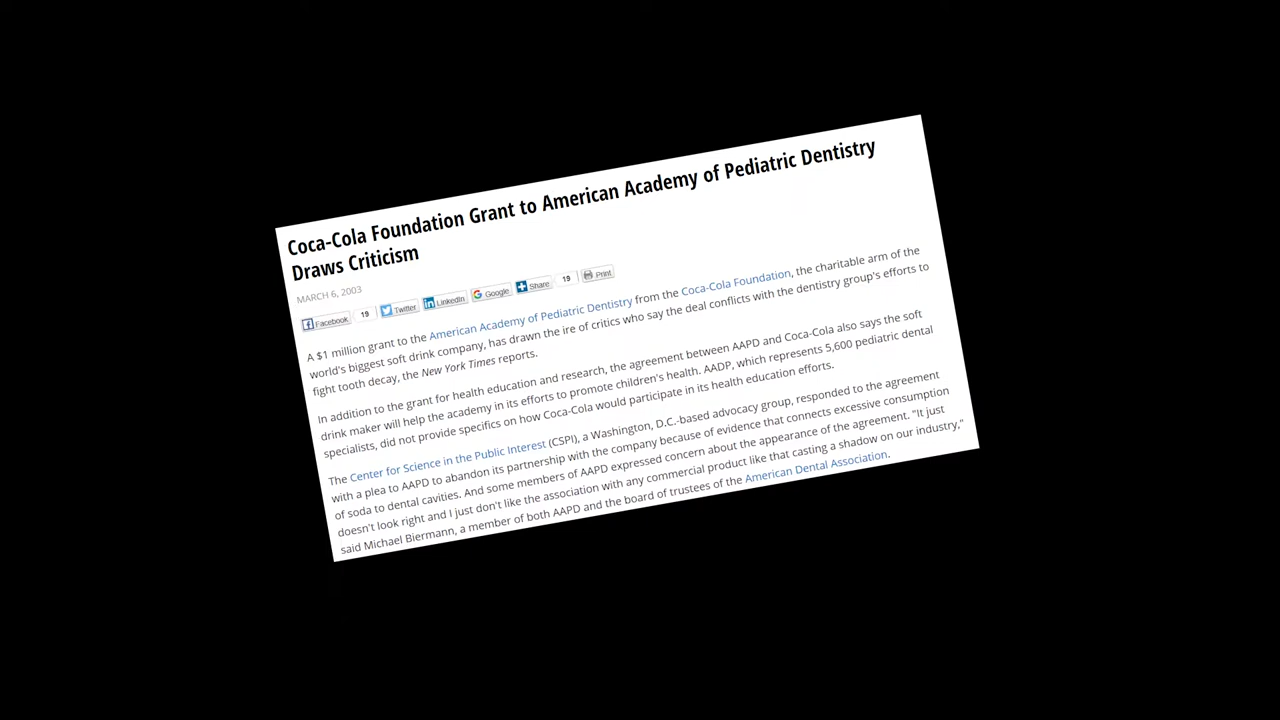 Coca-Cola Foundation Grant to American Academy of Pediatric Dentistry
Draws Criticism
MARCH 6, 2003
Facebook 19 Twitter LinkedIn Google Share 19 Print
A $1 million grant to the American Academy of Pediatric Dentistry from the Coca-Cola Foundation, the charitable arm of the
world's biggest soft drink company, has drawn the ire of critics who say the deal conflicts with the dentistry group's efforts to
fight tooth decay, the New York Times reports.
In addition to the grant for health education and research, the agreement between AAPD and Coca-Cola also says the soft
drink maker will help the academy in its efforts to promote children's health. AADP, which represents 5,600 pediatric dental
specialists, did not provide specifics on how Coca-Cola would participate in its health education efforts.
The Center for Science in the Public Interest (CSPI), a Washington, D.C.-based advocacy group, responded to the agreement
with a plea to AAPD to abandon its partnership with the company because of evidence that connects excessive consumption
of soda to dental cavities. And some members of AAPD expressed concern about the appearance of the agreement. "It just
doesn't look right and I just don't like the association with any commercial product like that casting a shadow on our industry,"
said Michael Biermann, a member of both AAPD and the board of trustees of the American Dental Association.